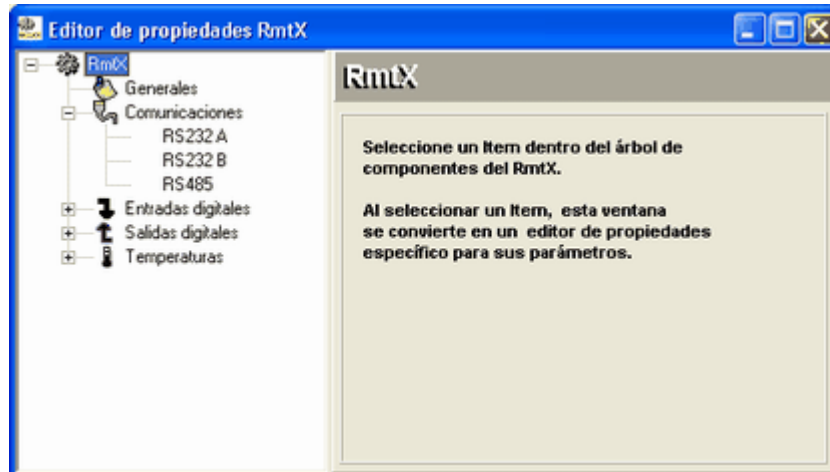 Editor de propiedades RmtX
RmtX
Generales
Comunicaciones
RS232 A
RS232 B
RS485
Entradas digitales
Salidas digitales
Temperaturas
RmtX
Seleccione un Item dentro del árbol de
componentes del RmtX.
Al seleccionar un Item, esta ventana
se convierte en un editor de propiedades
específico para sus parámetros.